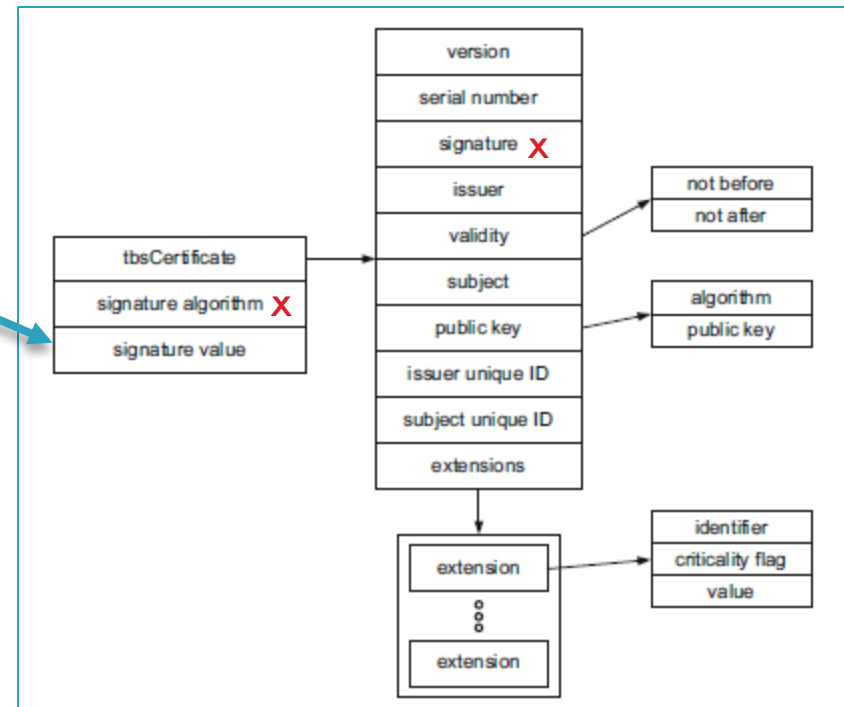 version
serial number
signature X
issuer
validity
subject
public key
issuer unique ID
subject unique ID
extensions
tbsCertificate
signature algorithm X
signature value
not before
not after
algorithm
public key
extension
extension
identifier
criticality flag
value